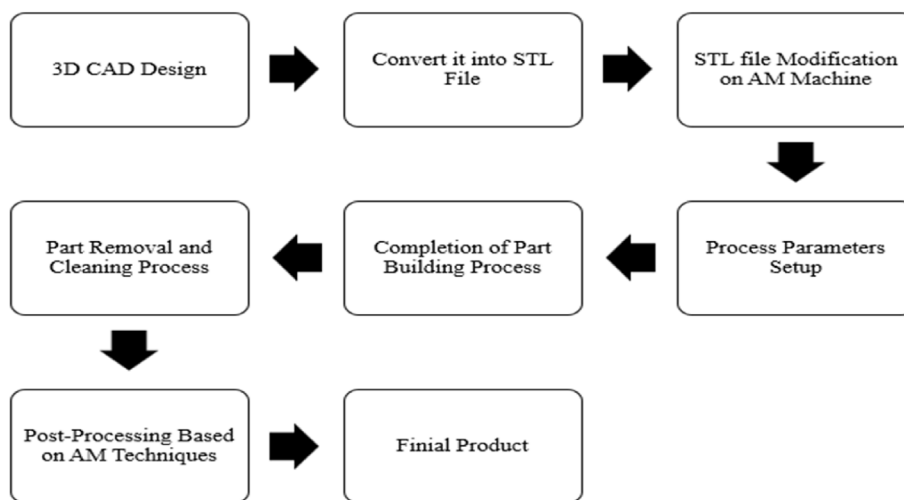 3D CAD Design
Convert it into STL
File
STL file Modification
on AM Machine
Process Parameters
Setup
Completion of Part
Building Process
Part Removal and
Cleaning Process
Post-Processing Based
on AM Techniques
Finial Product